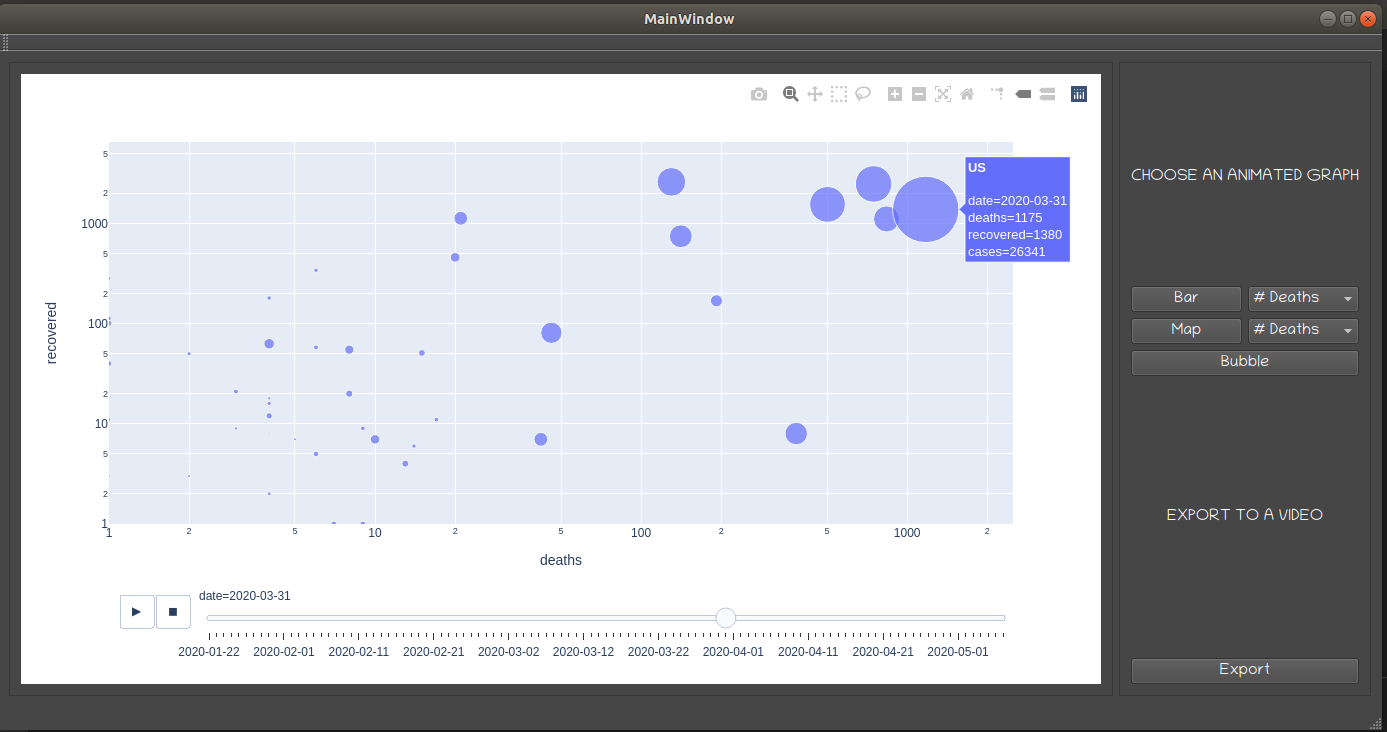 MainWindow
5
2
1000
5
2
100
5
2
10
5
2
1
recovered
1
2
5
10
2
5
100
2
5
1000
2
deaths
US
date=2020-03-31
deaths=1175
recovered=1380
cases=26341
date=2020-03-31
2020-01-22 2020-02-01 2020-02-11 2020-02-21 2020-03-02 2020-03-12 2020-03-22 2020-04-01 2020-04-11 2020-04-21 2020-05-01
CHOOSE AN ANIMATED GRAPH
Bar # Deaths
Map # Deaths
Bubble
EXPORT TO A VIDEO
Export